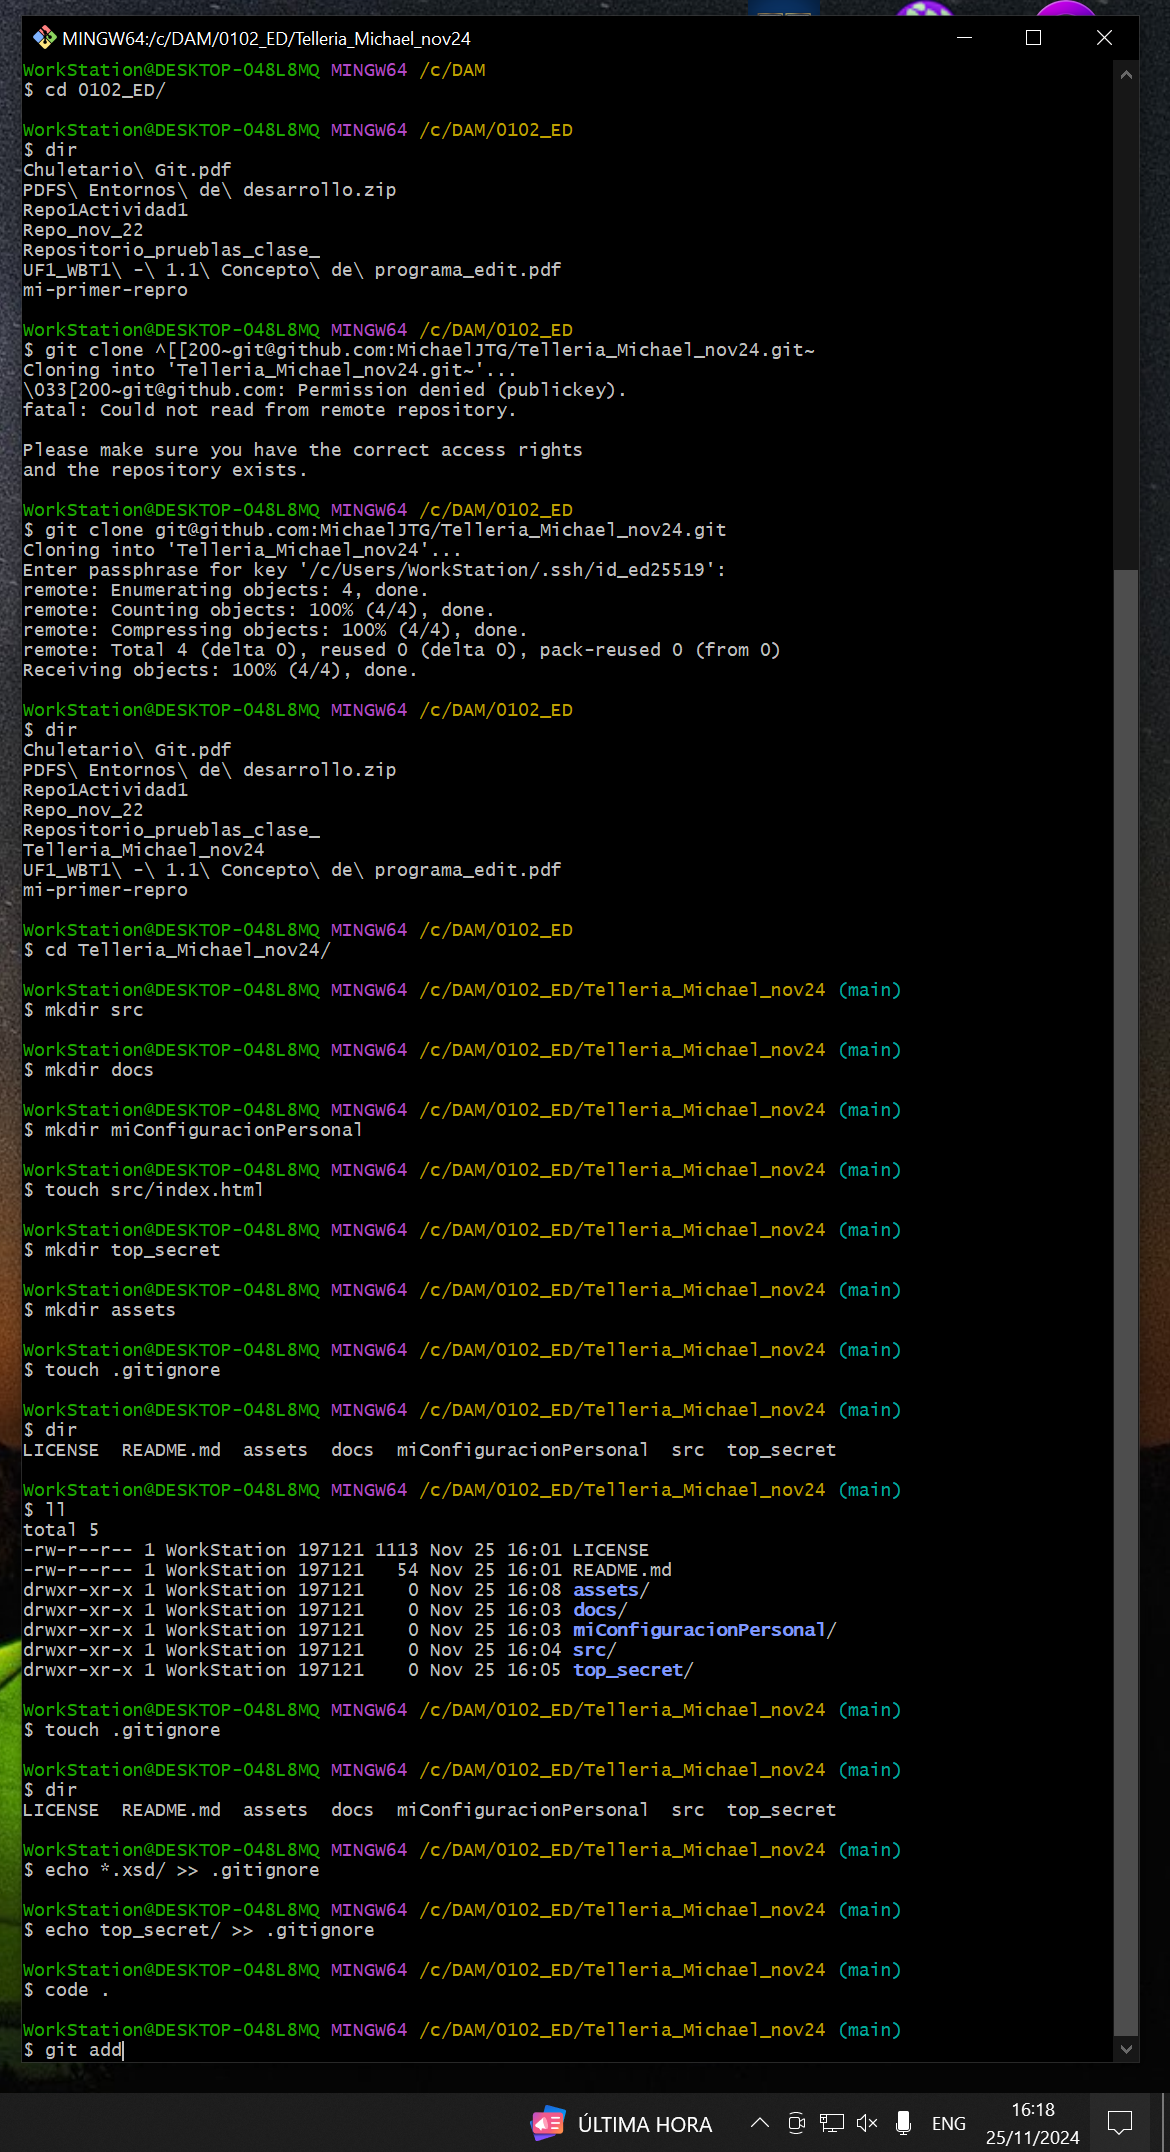 MINGW64:/c/DAM/0102_ED/Telleria_Michael_nov24
WorkStation@DESKTOP-O48L8MQ MINGW64 /c/DAM
$ cd 0102_ED/
WorkStation@DESKTOP-O48L8MQ MINGW64 /c/DAM/0102_ED
$ dir
Chuletario\ Git.pdf
PDFS\ Entornos\ de\ desarrollo.zip
Repo1Actividad1
Repo_nov_22
Repositorio_prueblas_clase_
UF1_WBT1\ -\ 1.1\ Concepto\ de\ programa_edit.pdf
mi-primer-repro
WorkStation@DESKTOP-O48L8MQ MINGW64 /c/DAM/0102_ED
$ git clone ^[[200~git@github.com:MichaelJTG/Telleria_Michael_nov24.git~
Cloning into 'Telleria_Michael_nov24.git~'...
\033[200~git@github.com: Permission denied (publickey).
fatal: Could not read from remote repository.
Please make sure you have the correct access rights
and the repository exists.
WorkStation@DESKTOP-O48L8MQ MINGW64 /c/DAM/0102_ED
$ git clone git@github.com:MichaelJTG/Telleria_Michael_nov24.git
Cloning into 'Telleria_Michael_nov24'...
Enter passphrase for key '/c/Users/WorkStation/.ssh/id_ed25519':
remote: Enumerating objects: 4, done.
remote: Counting objects: 100% (4/4), done.
remote: Compressing objects: 100% (4/4), done.
remote: Total 4 (delta 0), reused 0 (delta 0), pack-reused 0 (from 0)
Receiving objects: 100% (4/4), done.
WorkStation@DESKTOP-O48L8MQ MINGW64 /c/DAM/0102_ED
$ dir
Chuletario\ Git.pdf
PDFS\ Entornos\ de\ desarrollo.zip
Repo1Actividad1
Repo_nov_22
Repositorio_prueblas_clase_
Telleria_Michael_nov24
UF1_WBT1\ -\ 1.1\ Concepto\ de\ programa_edit.pdf
mi-primer-repro
WorkStation@DESKTOP-O48L8MQ MINGW64 /c/DAM/0102_ED
$ cd Telleria_Michael_nov24/
WorkStation@DESKTOP-O48L8MQ MINGW64 /c/DAM/0102_ED/Telleria_Michael_nov24 (main)
$ mkdir src
WorkStation@DESKTOP-O48L8MQ MINGW64 /c/DAM/0102_ED/Telleria_Michael_nov24 (main)
$ mkdir docs
WorkStation@DESKTOP-O48L8MQ MINGW64 /c/DAM/0102_ED/Telleria_Michael_nov24 (main)
$ mkdir miConfiguracionPersonal
WorkStation@DESKTOP-O48L8MQ MINGW64 /c/DAM/0102_ED/Telleria_Michael_nov24 (main)
$ touch src/index.html
WorkStation@DESKTOP-O48L8MQ MINGW64 /c/DAM/0102_ED/Telleria_Michael_nov24 (main)
$ mkdir top_secret
WorkStation@DESKTOP-O48L8MQ MINGW64 /c/DAM/0102_ED/Telleria_Michael_nov24 (main)
$ mkdir assets
WorkStation@DESKTOP-O48L8MQ MINGW64 /c/DAM/0102_ED/Telleria_Michael_nov24 (main)
$ touch .gitignore
WorkStation@DESKTOP-O48L8MQ MINGW64 /c/DAM/0102_ED/Telleria_Michael_nov24 (main)
$ dir
LICENSE  README.md  assets  docs  miConfiguracionPersonal  src  top_secret
WorkStation@DESKTOP-O48L8MQ MINGW64 /c/DAM/0102_ED/Telleria_Michael_nov24 (main)
$ ll
total 5
-rw-r--r-- 1 WorkStation 197121 1113 Nov 25 16:01 LICENSE
-rw-r--r-- 1 WorkStation 197121   54 Nov 25 16:01 README.md
drwxr-xr-x 1 WorkStation 197121    0 Nov 25 16:08 assets/
drwxr-xr-x 1 WorkStation 197121    0 Nov 25 16:03 docs/
drwxr-xr-x 1 WorkStation 197121    0 Nov 25 16:03 miConfiguracionPersonal/
drwxr-xr-x 1 WorkStation 197121    0 Nov 25 16:04 src/
drwxr-xr-x 1 WorkStation 197121    0 Nov 25 16:05 top_secret/
WorkStation@DESKTOP-O48L8MQ MINGW64 /c/DAM/0102_ED/Telleria_Michael_nov24 (main)
$ touch .gitignore
WorkStation@DESKTOP-O48L8MQ MINGW64 /c/DAM/0102_ED/Telleria_Michael_nov24 (main)
$ dir
LICENSE  README.md  assets  docs  miConfiguracionPersonal  src  top_secret
WorkStation@DESKTOP-O48L8MQ MINGW64 /c/DAM/0102_ED/Telleria_Michael_nov24 (main)
$ echo *.xsd/ >> .gitignore
WorkStation@DESKTOP-O48L8MQ MINGW64 /c/DAM/0102_ED/Telleria_Michael_nov24 (main)
$ echo top_secret/ >> .gitignore
WorkStation@DESKTOP-O48L8MQ MINGW64 /c/DAM/0102_ED/Telleria_Michael_nov24 (main)
$ code .
WorkStation@DESKTOP-O48L8MQ MINGW64 /c/DAM/0102_ED/Telleria_Michael_nov24 (main)
$ git add
ÚLTIMA HORA
ENG
16:18
25/11/2024